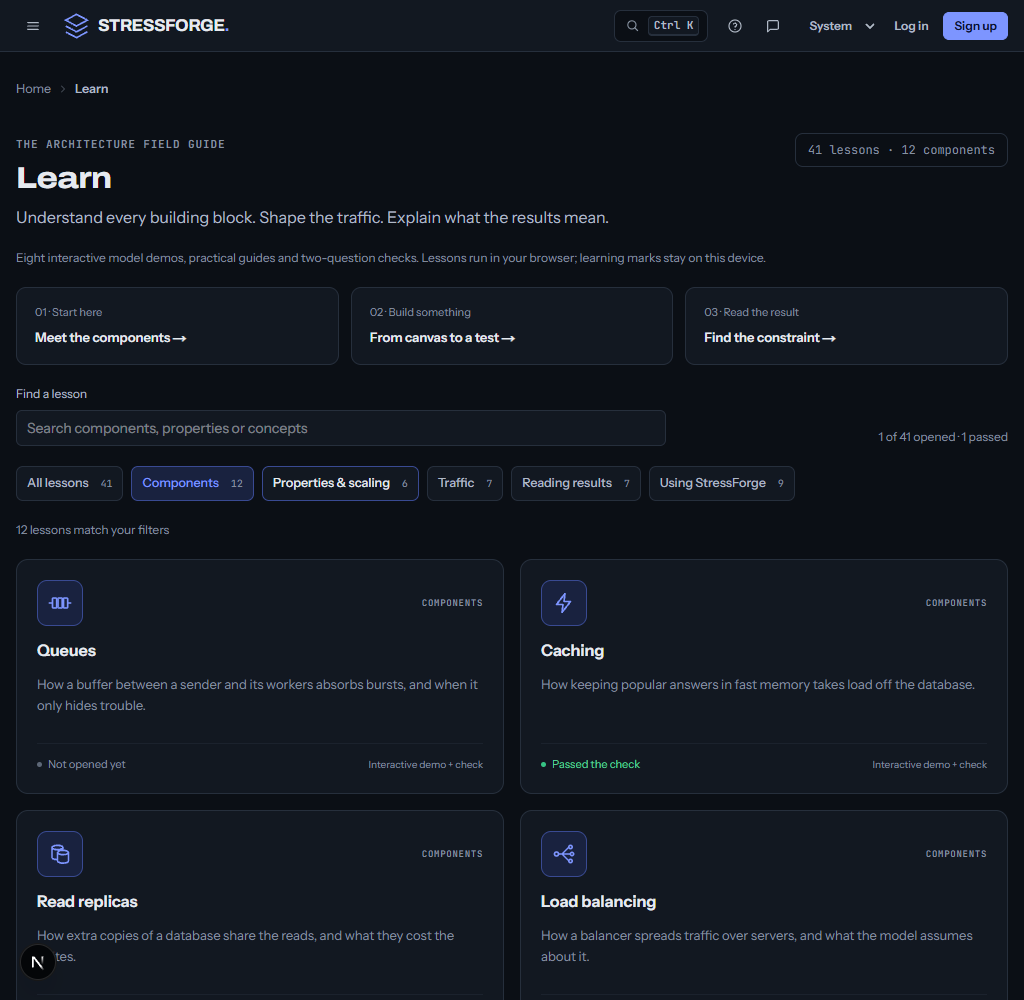 STRESSFORGE.
Ctrl K
System
Log in
Sign up
Home > Learn
THE ARCHITECTURE FIELD GUIDE
41 lessons · 12 components
Learn
Understand every building block. Shape the traffic. Explain what the results mean.
Eight interactive model demos, practical guides and two-question checks. Lessons run in your browser; learning marks stay on this device.
01 · Start here
Meet the components →
02 · Build something
From canvas to a test →
03 · Read the result
Find the constraint →
Find a lesson
Search components, properties or concepts
1 of 41 opened · 1 passed
All lessons 41
Components 12
Properties & scaling 6
Traffic 7
Reading results 7
Using StressForge 9
12 lessons match your filters
COMPONENTS
Queues
How a buffer between a sender and its workers absorbs bursts, and when it
only hides trouble.
Not opened yet
Interactive demo + check
COMPONENTS
Caching
How keeping popular answers in fast memory takes load off the database.
Passed the check
Interactive demo + check
COMPONENTS
Read replicas
How extra copies of a database share the reads, and what they cost the
N
COMPONENTS
Load balancing
How a balancer spreads traffic over servers, and what the model assumes
about it.